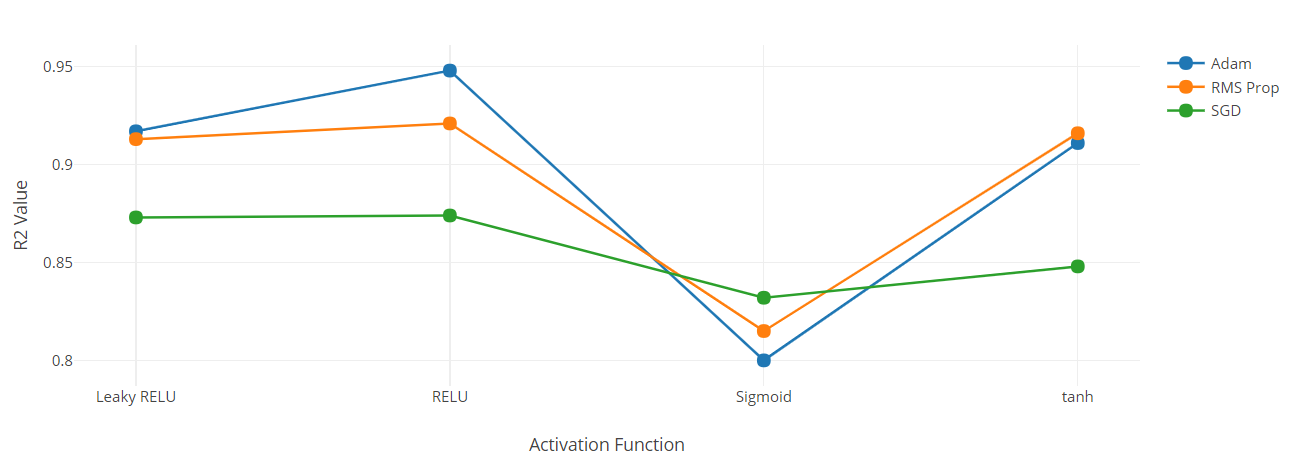 0.95
0.9
0.85
0.8
R2 Value
Leaky RELU
RELU
Sigmoid
tanh
Activation Function
Adam
RMS Prop
SGD